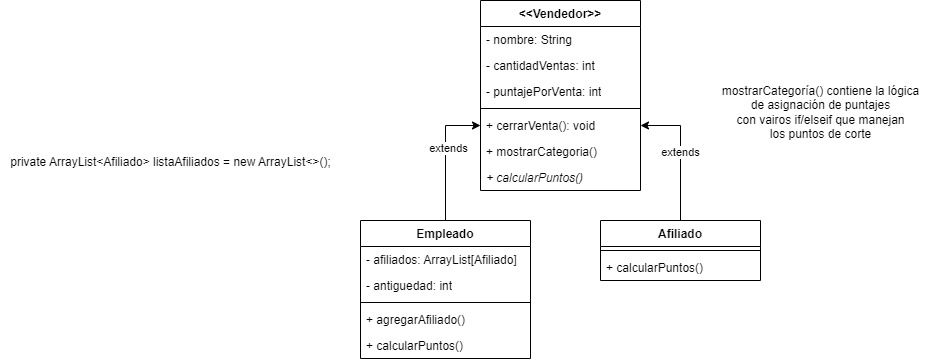 <<Vendedor>>
- nombre: String
- cantidadVentas: int
- puntajePorVenta: int
+ cerrarVenta(): void
+ mostrarCategoria()
+ calcularPuntos()
mostrarCategoría() contiene la lógica
de asignación de puntajes
con vairos if/elseif que manejan
los puntos de corte
extends
extends
private ArrayList<Afiliado> listaAfiliados = new ArrayList<>();
Empleado
- afiliados: ArrayList[Afiliado]
- antiguedad: int
+ agregarAfiliado()
+ calcularPuntos()
Afiliado
+ calcularPuntos()